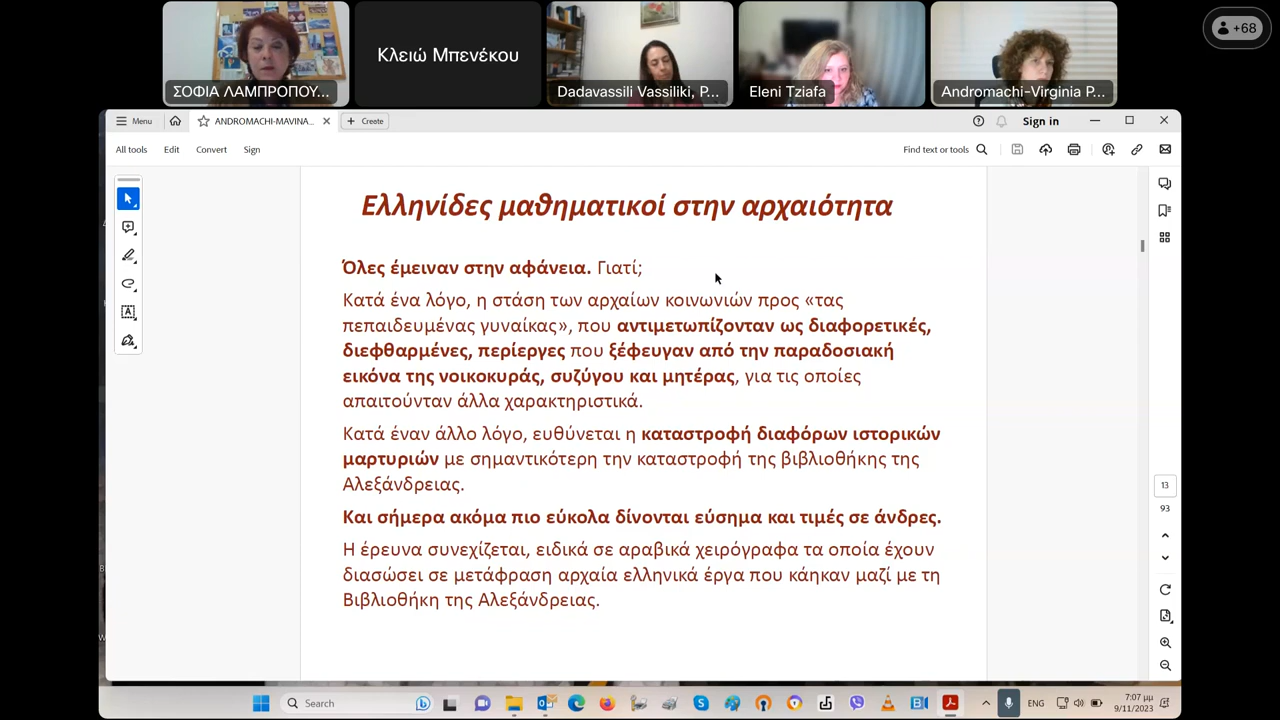 +68
ΣΟΦΙΑ ΛΑΜΠΡΟΠΟΥ...
Κλειώ Μπενέκου
Dadavassili Vassiliki, P...
Eleni Tziafa
Andromachi-Virginia P...
Menu
ANDROMACHI-MAVINA...
Create
Sign in
All tools
Edit
Convert
Sign
Find text or tools
Ελληνίδες μαθηματικοί στην αρχαιότητα
Όλες έμειναν στην αφάνεια. Γιατί;
Κατά ένα λόγο, η στάση των αρχαίων κοινωνιών προς «τας
πεπαιδευμένας γυναίκας», που αντιμετωπίζονταν ως διαφορετικές,
διεφθαρμένες, περίεργες που ξέφευγαν από την παραδοσιακή
εικόνα της νοικοκυράς, συζύγου και μητέρας, για τις οποίες
απαιτούνταν άλλα χαρακτηριστικά.
Κατά έναν άλλο λόγο, ευθύνεται η καταστροφή διαφόρων ιστορικών
μαρτυριών με σημαντικότερη την καταστροφή της βιβλιοθήκης της
Αλεξάνδρειας.
Και σήμερα ακόμα πιο εύκολα δίνονται εύσημα και τιμές σε άνδρες.
Η έρευνα συνεχίζεται, ειδικά σε αραβικά χειρόγραφα τα οποία έχουν
διασώσει σε μετάφραση αρχαία ελληνικά έργα που κάηκαν μαζί με τη
Βιβλιοθήκη της Αλεξάνδρειας.
13
93
Search
ENG
7:07 μμ
9/11/2023